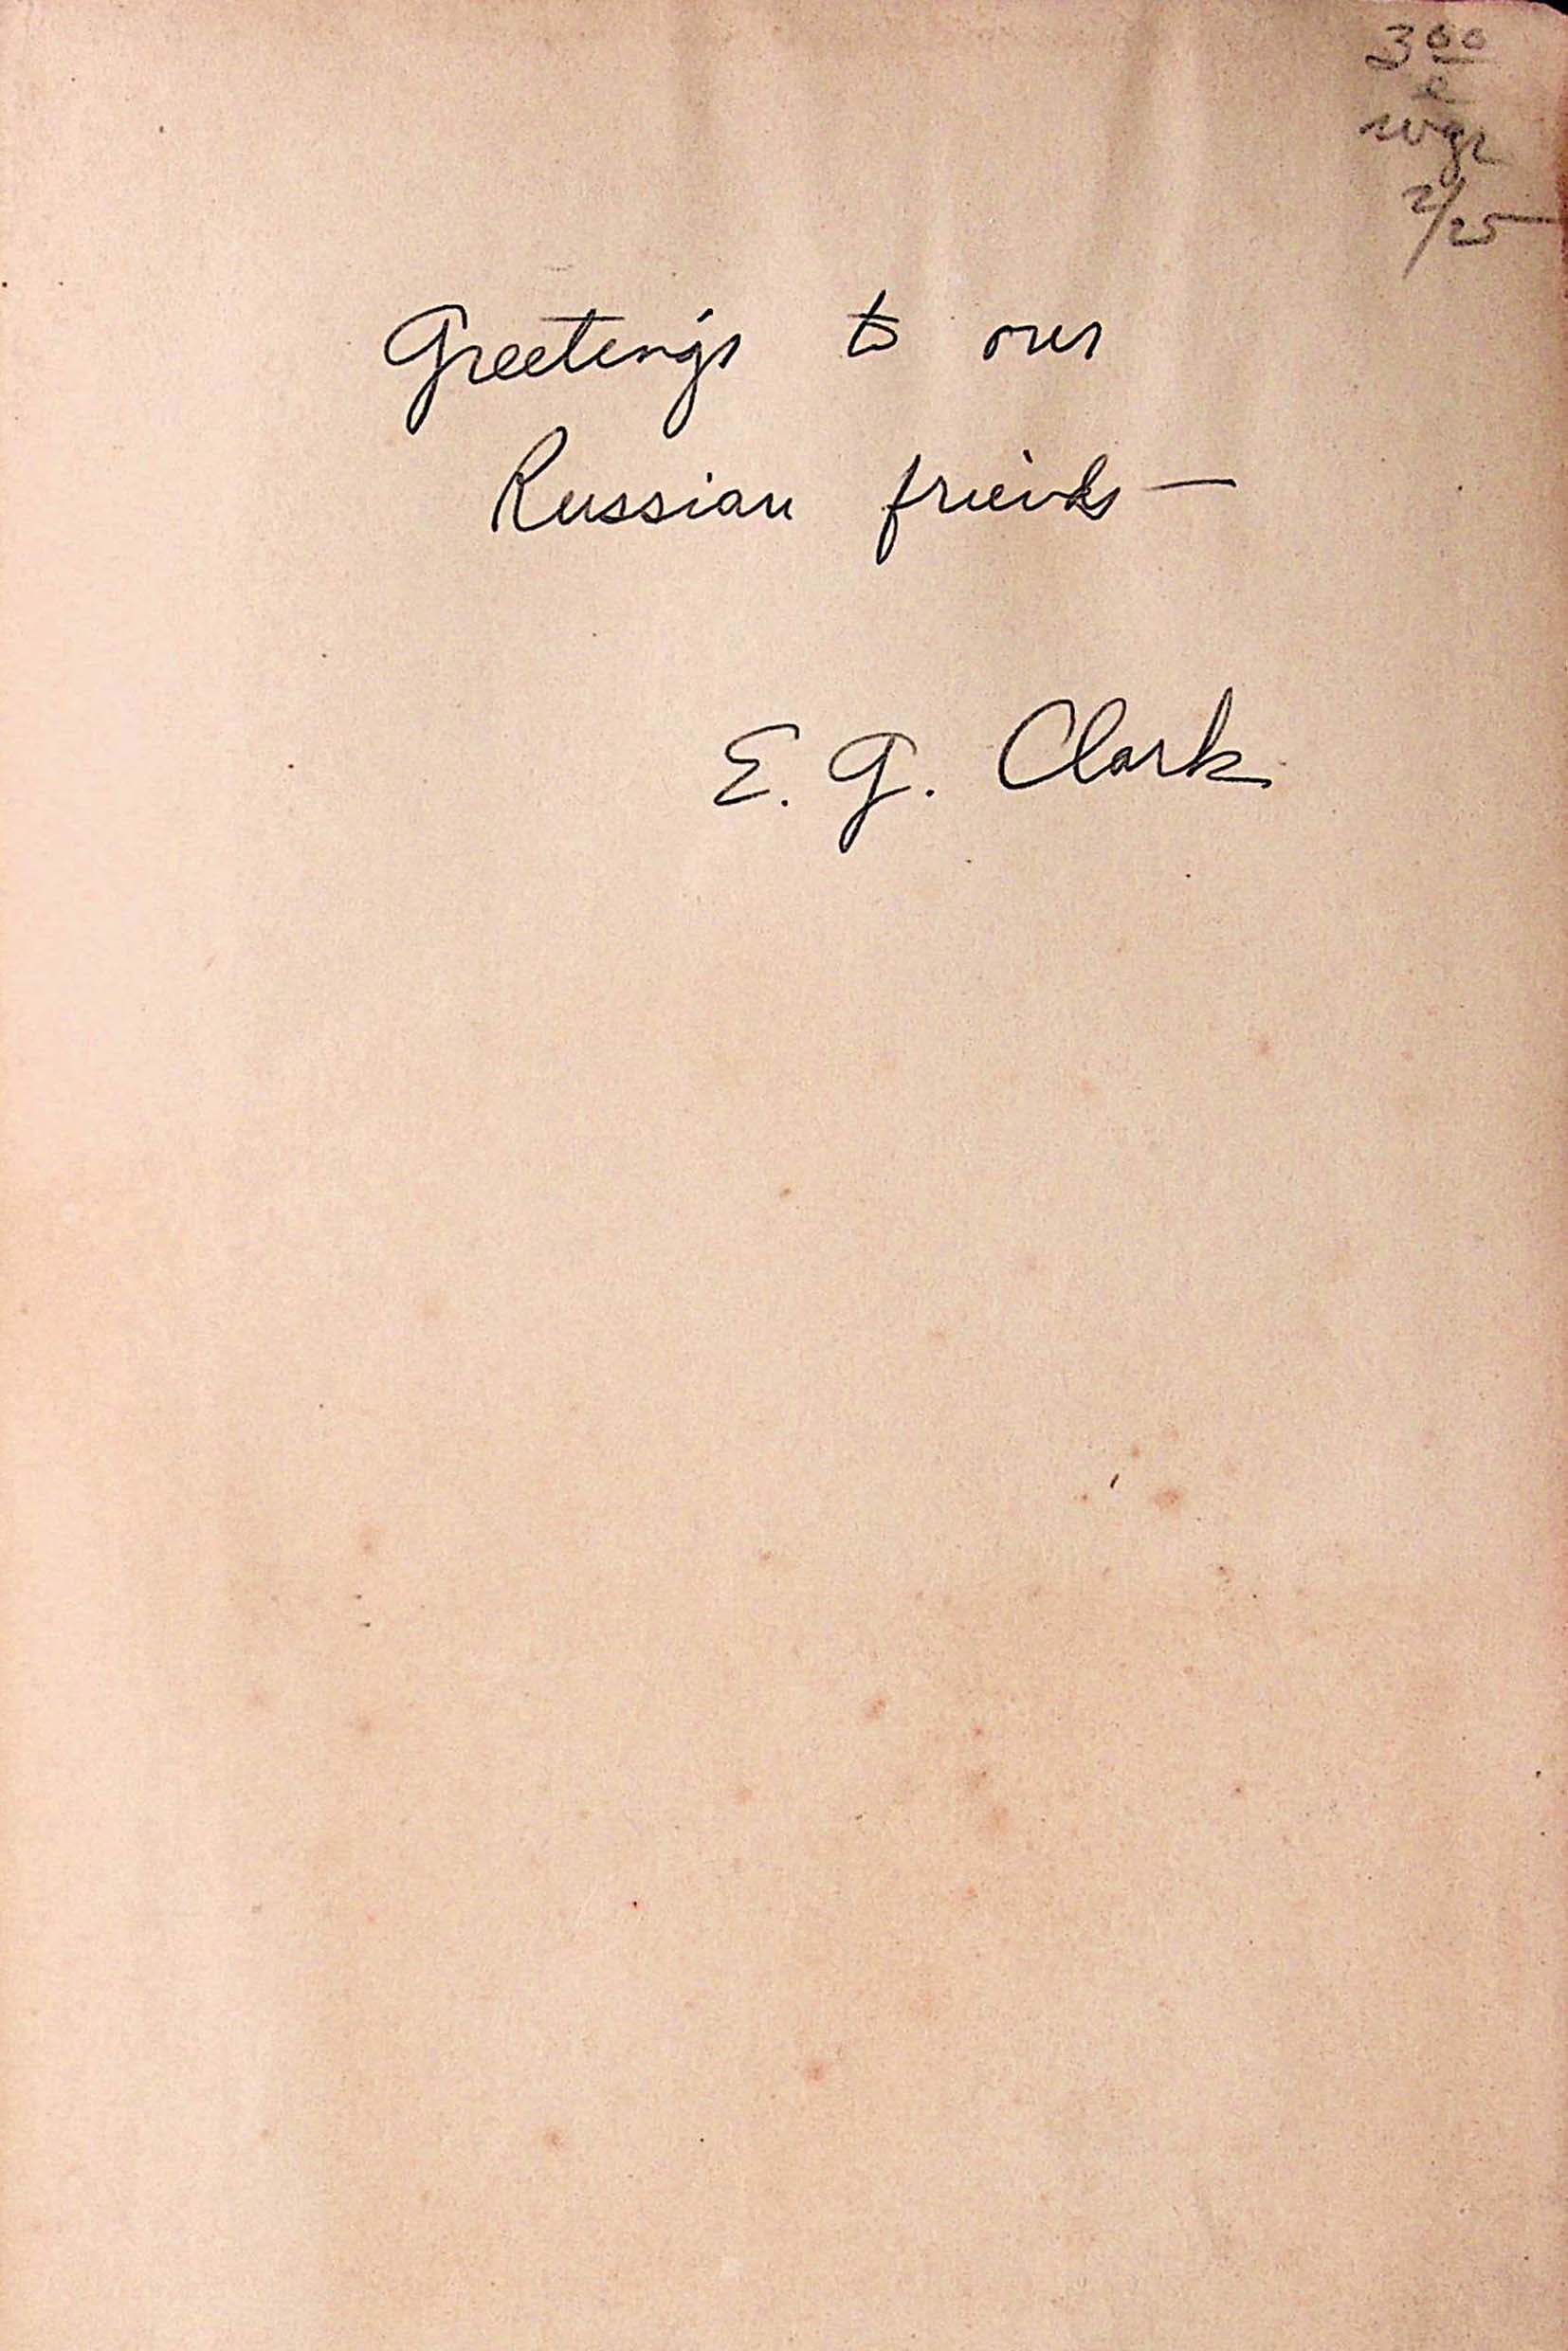 3 00
2/25
Greetings to our
Russian friends —
E. G. Clark